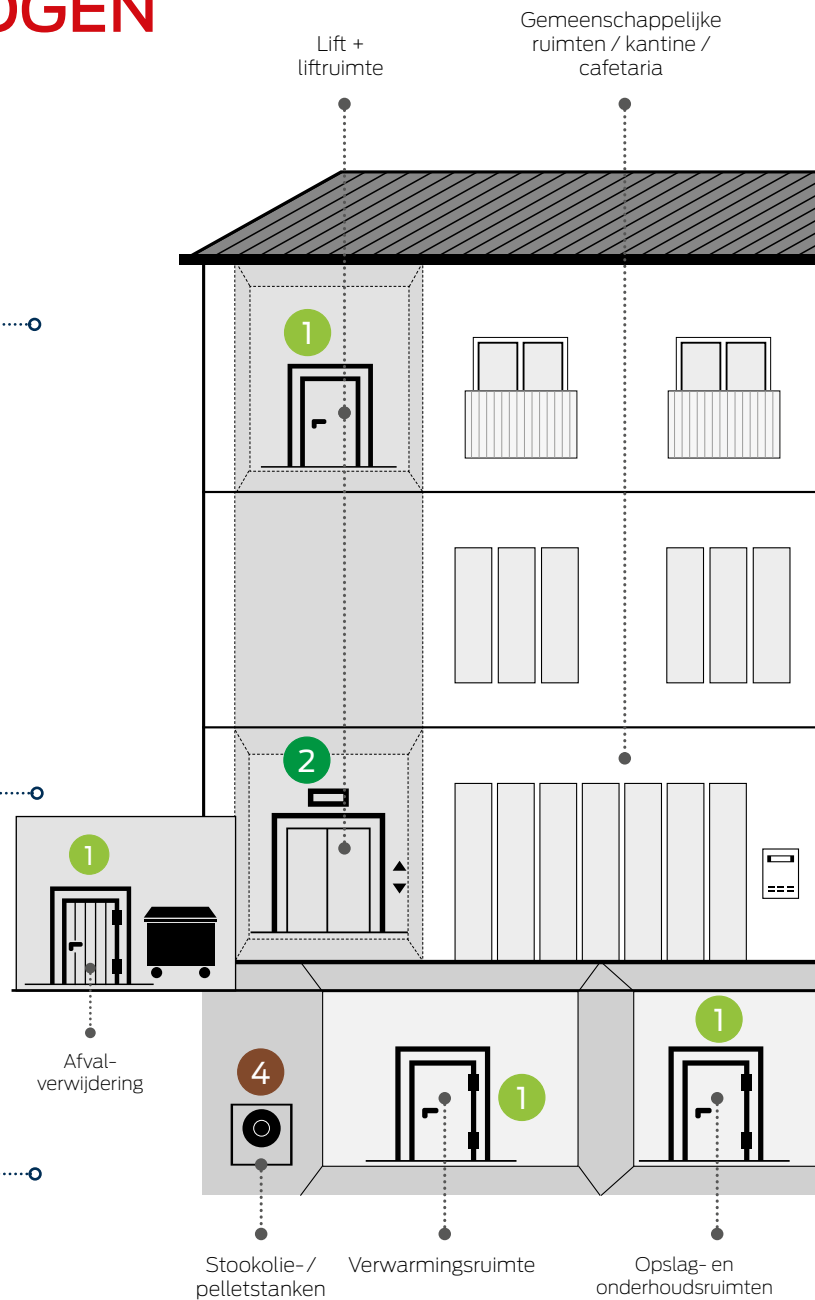 OGEN
Lift +
liftruimte
Gemeenschappelijke
ruimten / kantine /
cafetaria
1
2
1
Afval-
verwijdering
4
1
1
Stookolie-/
pelletstanken
Verwarmingsruimte
Opslag- en
onderhoudsruimten